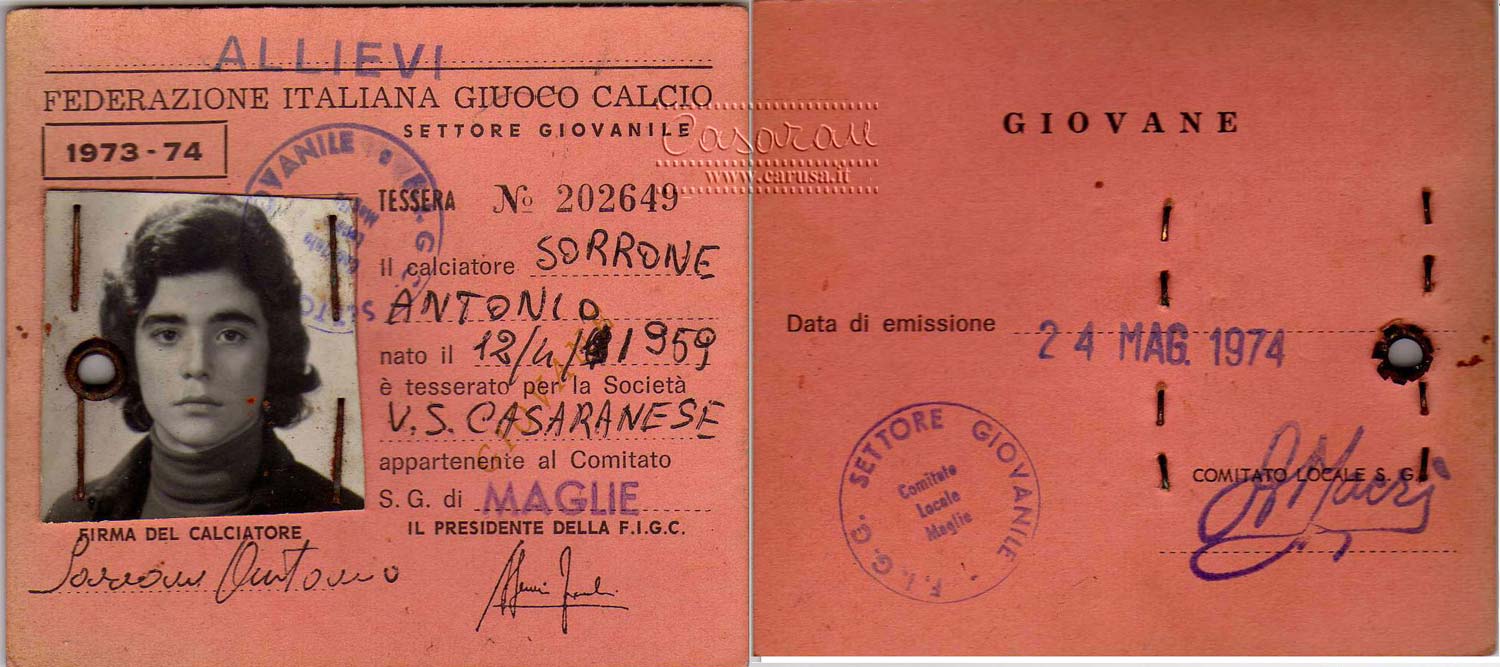 ALLIEVI
FEDERAZIONE ITALIANA GIUOCO CALCIO
SETTORE GIOVANILE
1973 - 74
TESSERA No 202649
Il calciatore SORRONE
ANTONIO
nato il 12/4/1959
è tesserato per la Società
V.S. CASARANESE
GIOVANE
appartenente al Comitato
S. G. di MAGLIE
FIRMA DEL CALCIATORE
IL PRESIDENTE DELLA F.I.G.C.
Sorrone Antonio
Casaran
www.carusa.it
GIOVANE
Data di emissione 24 MAG. 1974
F.I.G.C. SETTORE GIOVANILE
Comitato
Locale
Maglie
COMITATO LOCALE S. G.